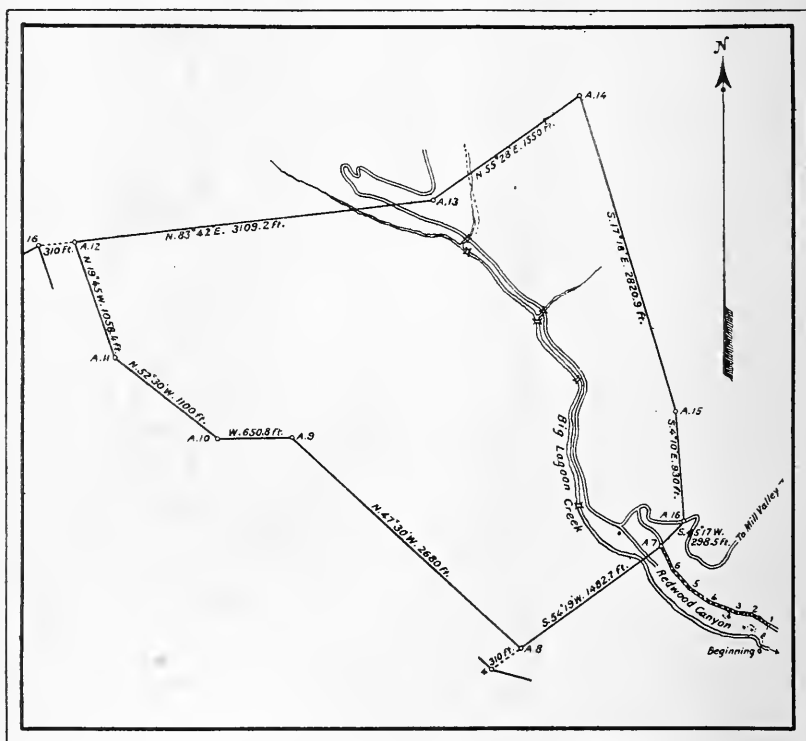 N
A.14
N 55°28 E. 1550 Ft.
A.13
N. 83°42 E. 3109.2 Ft.
16
310 Ft.
A.12
S. 17°18' E. 2820.9 Ft.
N 19°45 W. 1058.4 Ft.
A.11
N. 52°30' W. 1100 Ft.
A.15
A.10
W. 650.8 Ft.
A.9
Big Lagoon Creek
S. 4°10 E. 930 Ft.
N. 47°30' W. 2680 Ft.
A.16
S. 45°17 W.
298.5 Ft.
To Mill Valley
A.7
6
5
4
3
2
1
Redwood Canyon
S. 54°19' W. 1482.7 Ft.
A.8
310 Ft.
Beginning